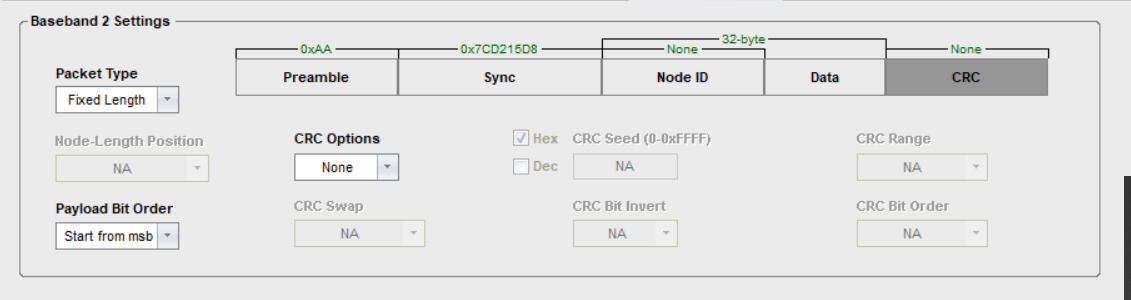 Baseband 2 Settings
32-byte
0xAA 0x7CD215D8 None None
Packet Type Preamble Sync Node ID Data CRC
Fixed Length
Node-Length Position CRC Options Hex CRC Seed (0-0xFFFF) CRC Range
NA None Dec NA NA
Payload Bit Order CRC Swap CRC Bit Invert CRC Bit Order
Start from msb NA NA NA